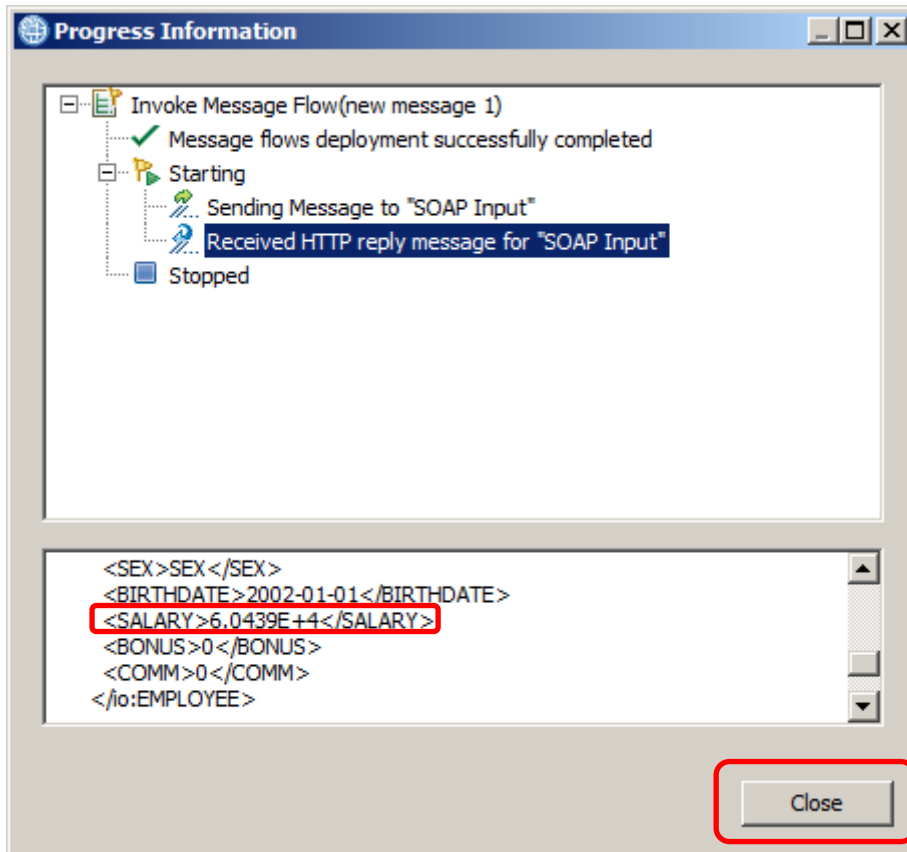 Progress Information
Invoke Message Flow(new message 1)
Message flows deployment successfully completed
Starting
Sending Message to "SOAP Input"
Received HTTP reply message for "SOAP Input"
Stopped
<SEX>SEX</SEX>
<BIRTHDATE>2002-01-01</BIRTHDATE>
<SALARY>6.0439E+4</SALARY>
<BONUS>0</BONUS>
<COMM>0</COMM>
</io:EMPLOYEE>
Close